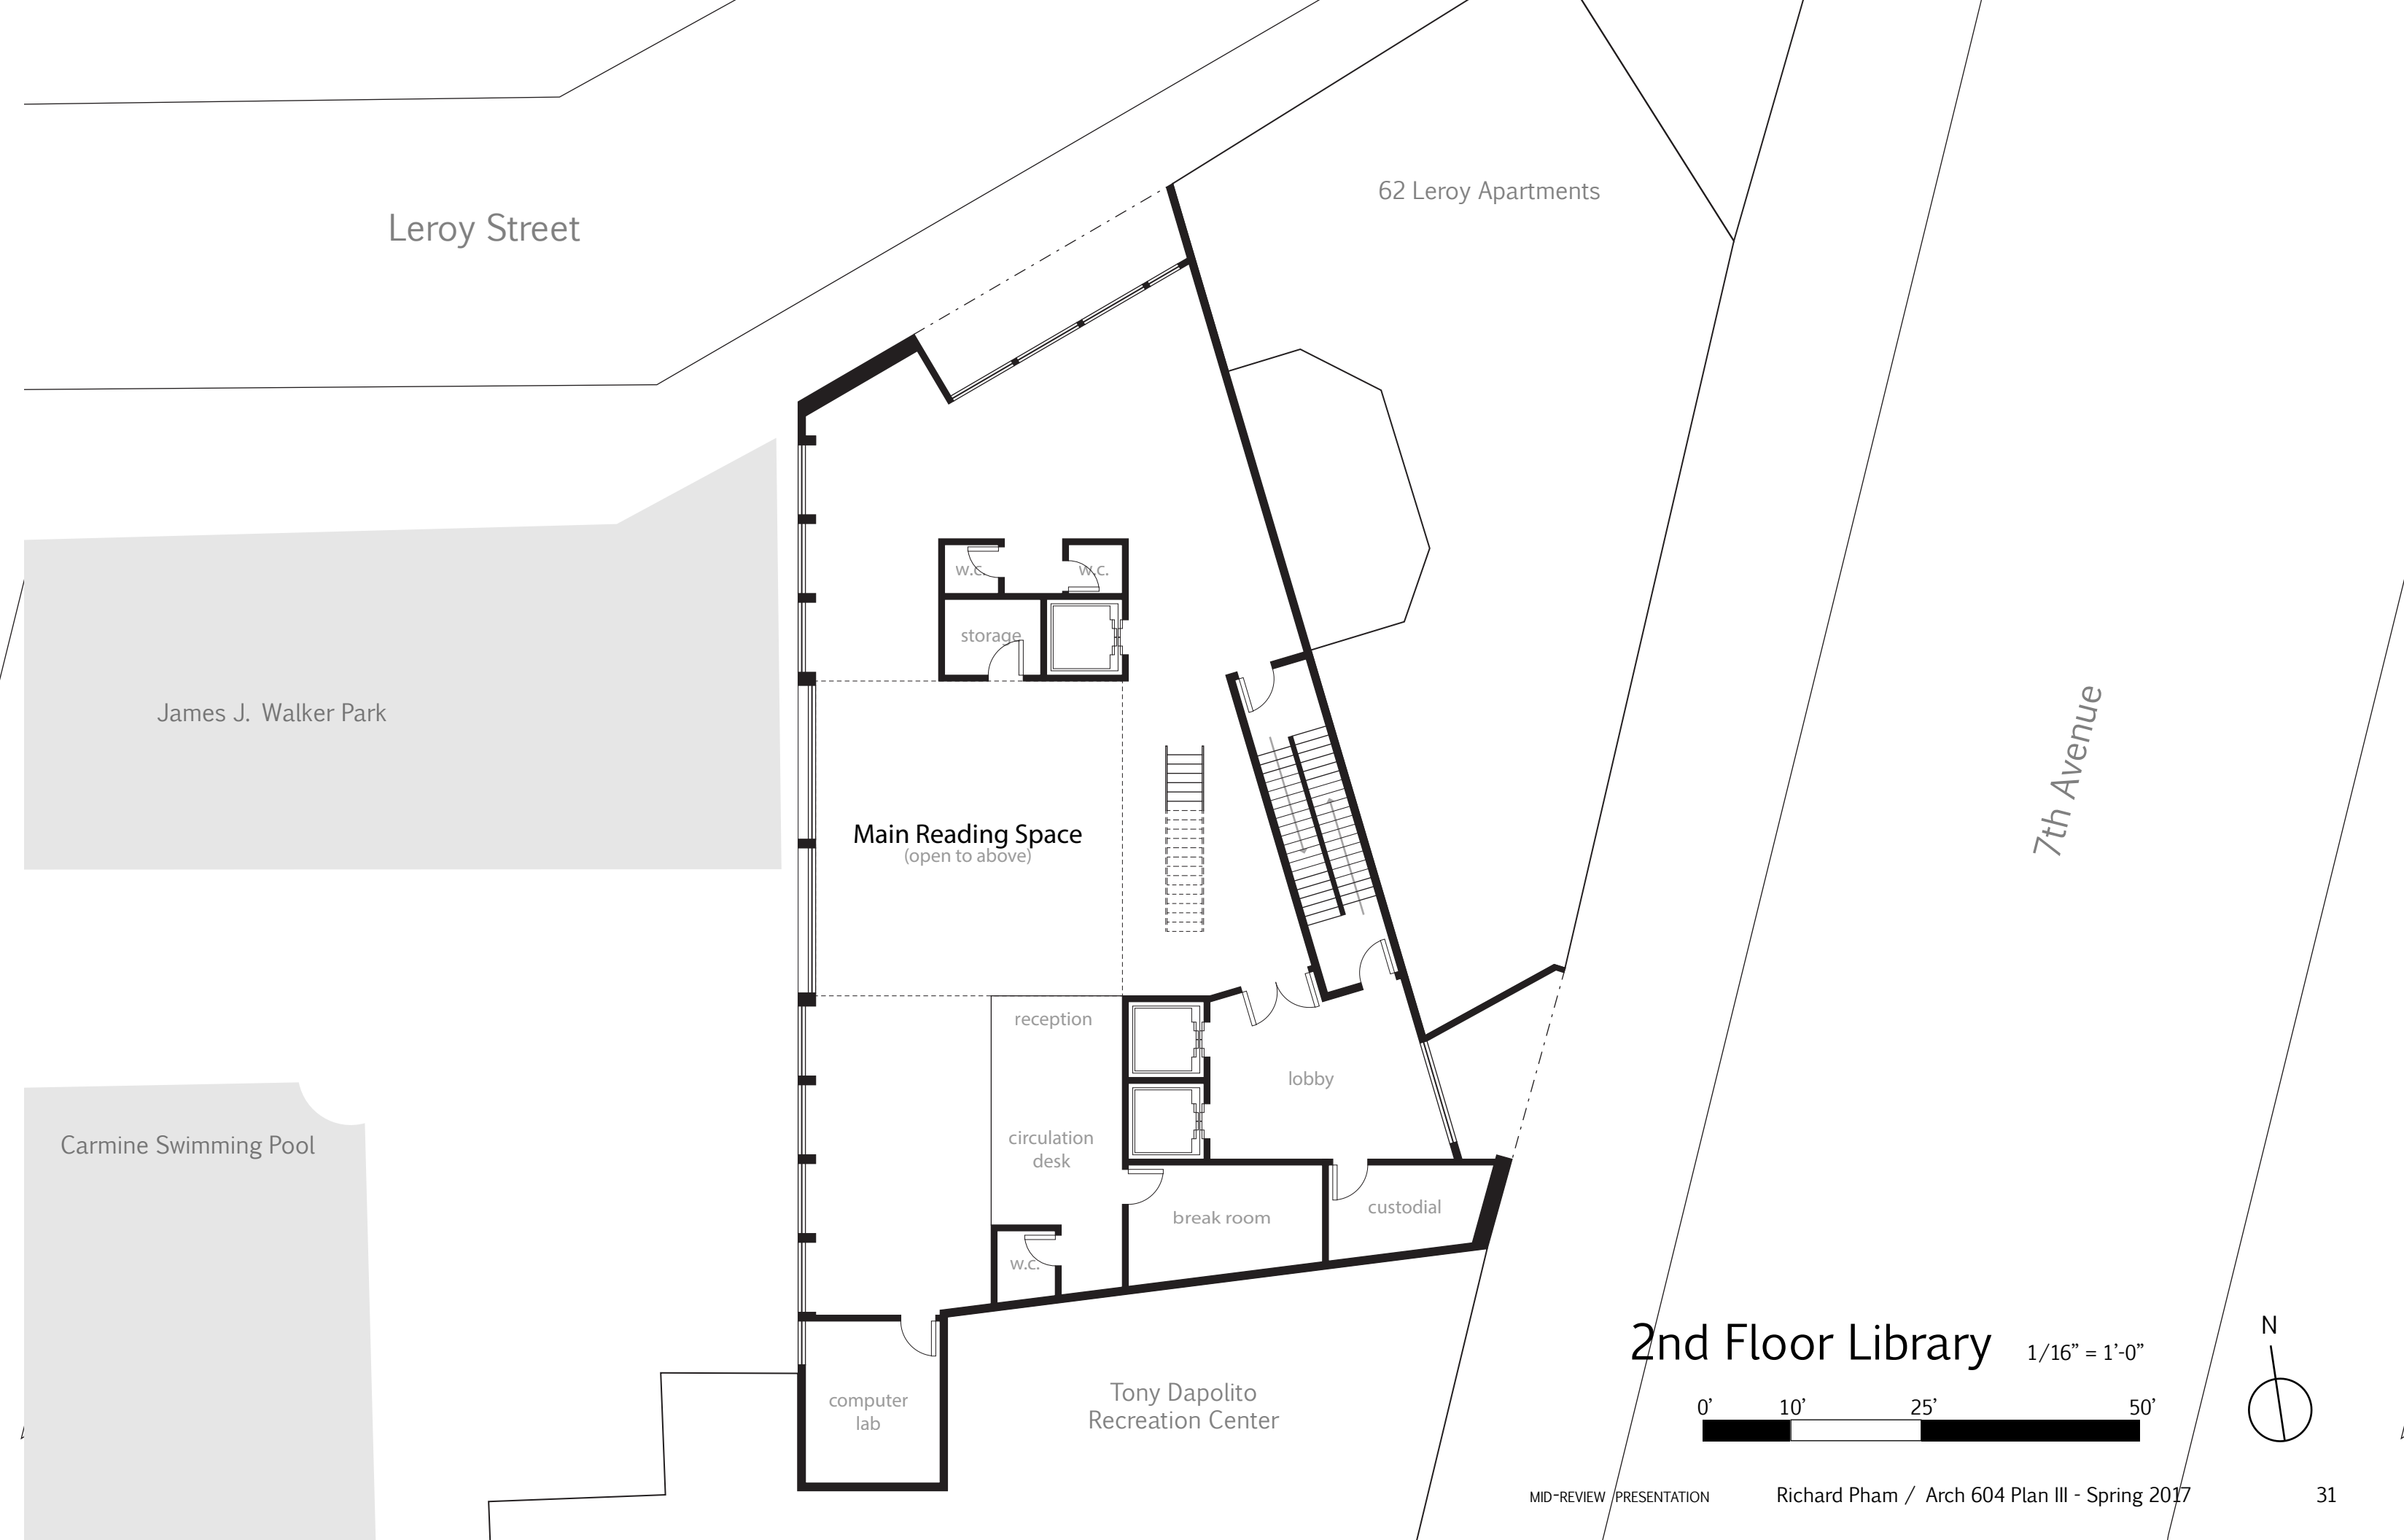 62 Leroy Apartments
Leroy Street
w.c.
w.c.
storage
James J. Walker Park
7th Avenue
Main Reading Space
(open to above)
reception
lobby
circulation
desk
Carmine Swimming Pool
break room
custodial
w.c.
computer
lab
Tony Dapolito
Recreation Center
2nd Floor Library
1/16” = 1’-0”
N
0’ 10’ 25’ 50’
MID-REVIEW PRESENTATION Richard Pham / Arch 604 Plan III - Spring 2017 31